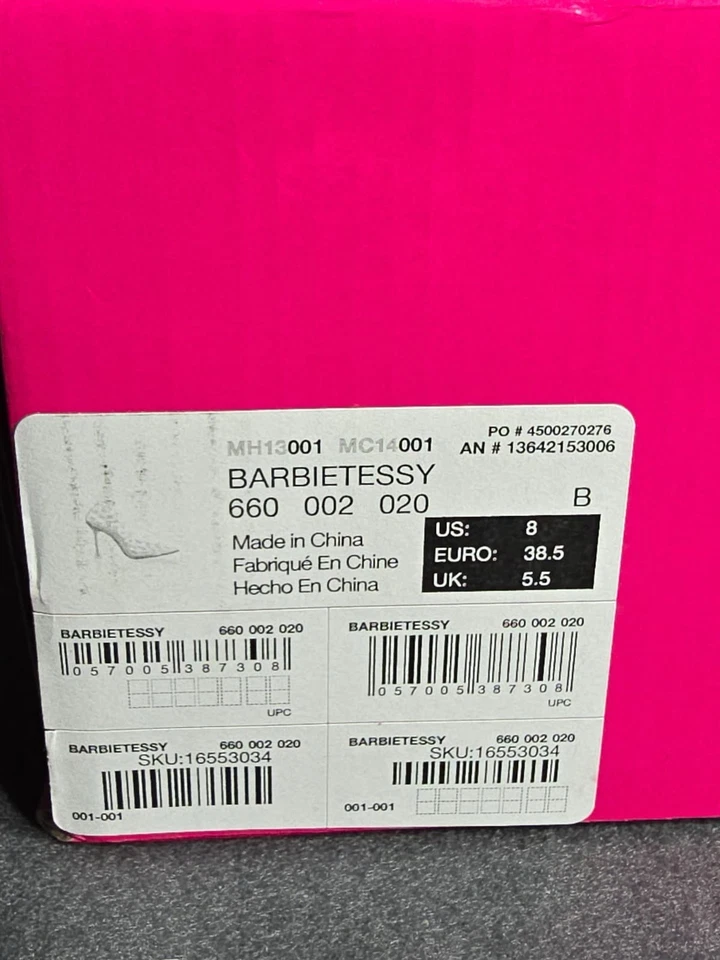 MH13001 MC14001
PO # 4500270276
AN # 13642153006
BARBIETESSY
660 002 020
B
Made in China
Fabriqué En Chine
Hecho En China
US: 8
EURO: 38.5
UK: 5.5
BARBIETESSY 660 002 020
0 57005 38730 8
UPC
BARBIETESSY 660 002 020
0 57005 38730 8
UPC
BARBIETESSY 660 002 020
SKU:16553034
001-001
BARBIETESSY 660 002 020
SKU:16553034
001-001